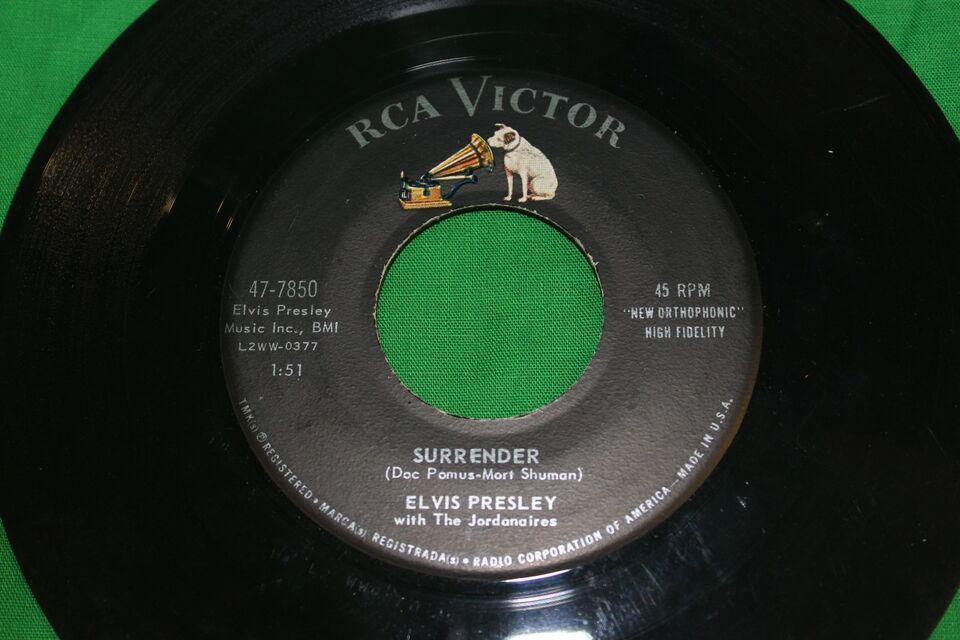 RCA VICTOR
47-7850
Elvis Presley
Music Inc., BMI
L2WW-0377
1:51
45 RPM
"NEW ORTHOPHONIC"
HIGH FIDELITY
SURRENDER
(Doc Pomus-Mort Shuman)
ELVIS PRESLEY
with The Jordanaires
TMK(s) ® REGISTERED • MARCA(s) REGISTRADA(s) • RADIO CORPORATION OF AMERICA—MADE IN U.S.A.